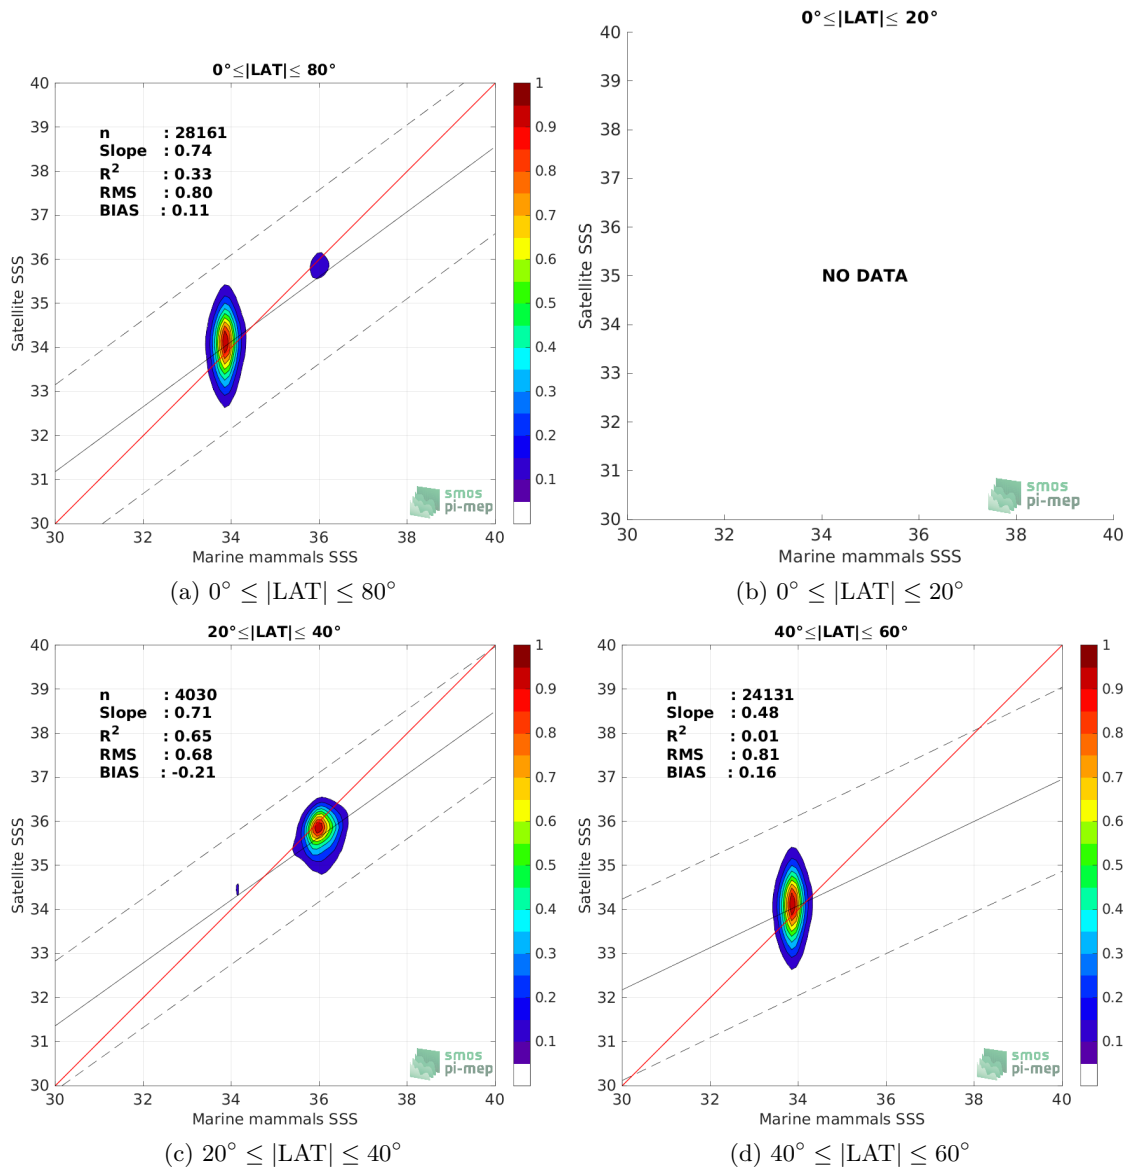 0°≤|LAT|≤ 80°
n : 28161
Slope : 0.74
R² : 0.33
RMS : 0.80
BIAS : 0.11
40
39
38
37
36
35
34
33
32
31
30
Satellite SSS
30 32 34 36 38 40
Marine mammals SSS
1
0.9
0.8
0.7
0.6
0.5
0.4
0.3
0.2
0.1
smos
pi-mep
(a) 0° ≤ |LAT| ≤ 80°
0°≤|LAT|≤ 20°
40
39
38
37
36
35
34
33
32
31
30
Satellite SSS
NO DATA
30 32 34 36 38 40
Marine mammals SSS
smos
pi-mep
(b) 0° ≤ |LAT| ≤ 20°
20°≤|LAT|≤ 40°
n : 4030
Slope : 0.71
R² : 0.65
RMS : 0.68
BIAS : -0.21
40
39
38
37
36
35
34
33
32
31
30
Satellite SSS
30 32 34 36 38 40
Marine mammals SSS
1
0.9
0.8
0.7
0.6
0.5
0.4
0.3
0.2
0.1
smos
pi-mep
(c) 20° ≤ |LAT| ≤ 40°
40°≤|LAT|≤ 60°
n : 24131
Slope : 0.48
R² : 0.01
RMS : 0.81
BIAS : 0.16
40
39
38
37
36
35
34
33
32
31
30
Satellite SSS
30 32 34 36 38 40
Marine mammals SSS
1
0.9
0.8
0.7
0.6
0.5
0.4
0.3
0.2
0.1
smos
pi-mep
(d) 40° ≤ |LAT| ≤ 60°